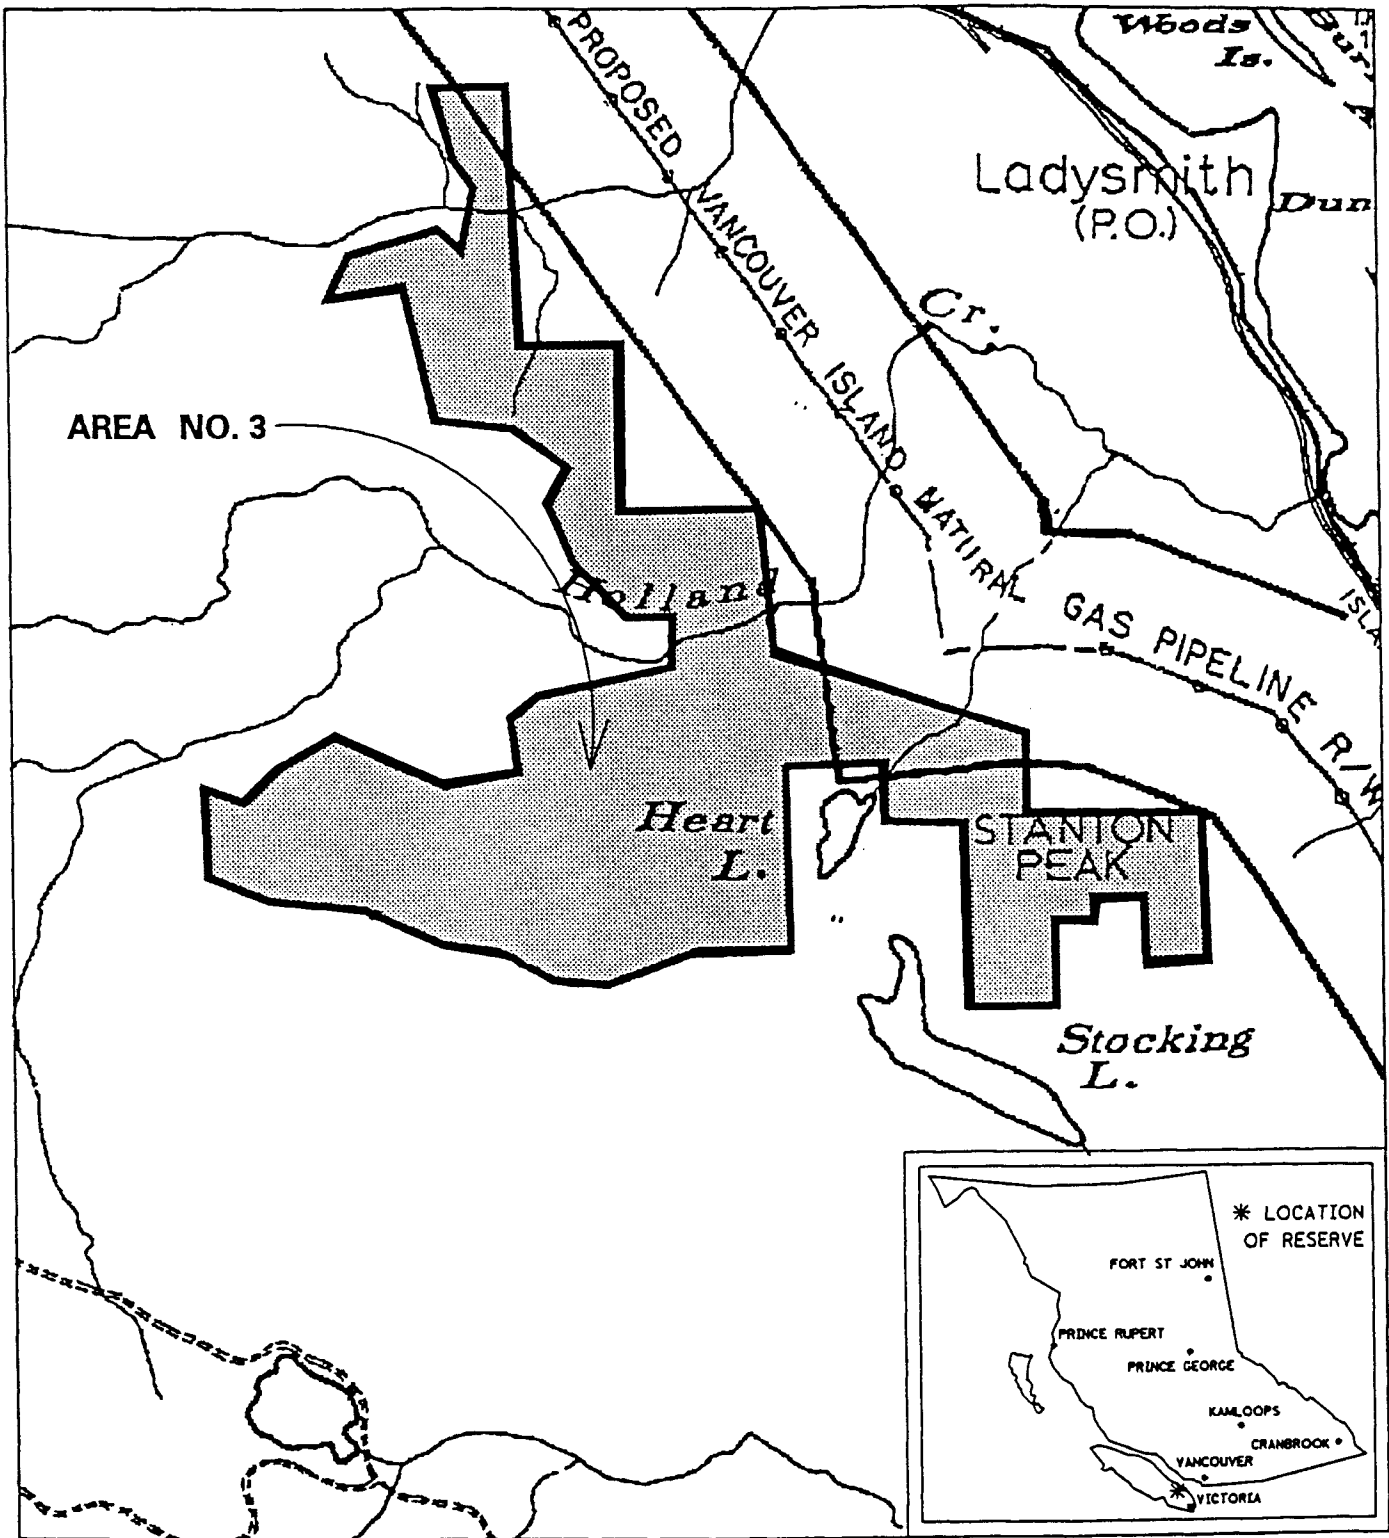 Woods
Is.
PROPOSED VANCOUVER ISLAND NATURAL GAS PIPELINE R/W
Ladysmith
(P.O.)
Dun
Cr.
AREA NO. 3
Holland
ISLA
Heart
L.
STANTON
PEAK
Stocking
L.
* LOCATION
OF RESERVE
FORT ST JOHN
PRINCE RUPERT
PRINCE GEORGE
KAMLOOPS
CRANBROOK
VANCOUVER
VICTORIA